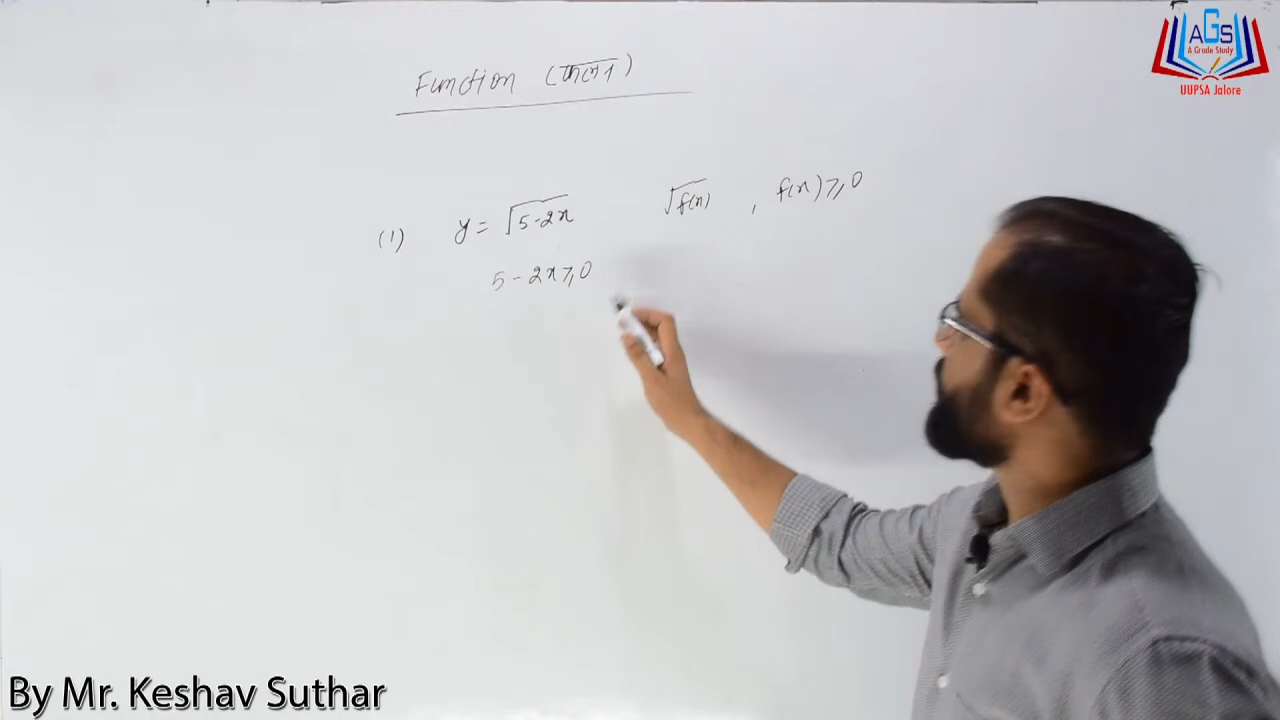 AGS
A Grade Study
UUPSA Jalore
Function (फलन)
(1) y = √5-2x √f(x) , f(x) ≥ 0
5 - 2x ≥ 0
By Mr. Keshav Suthar